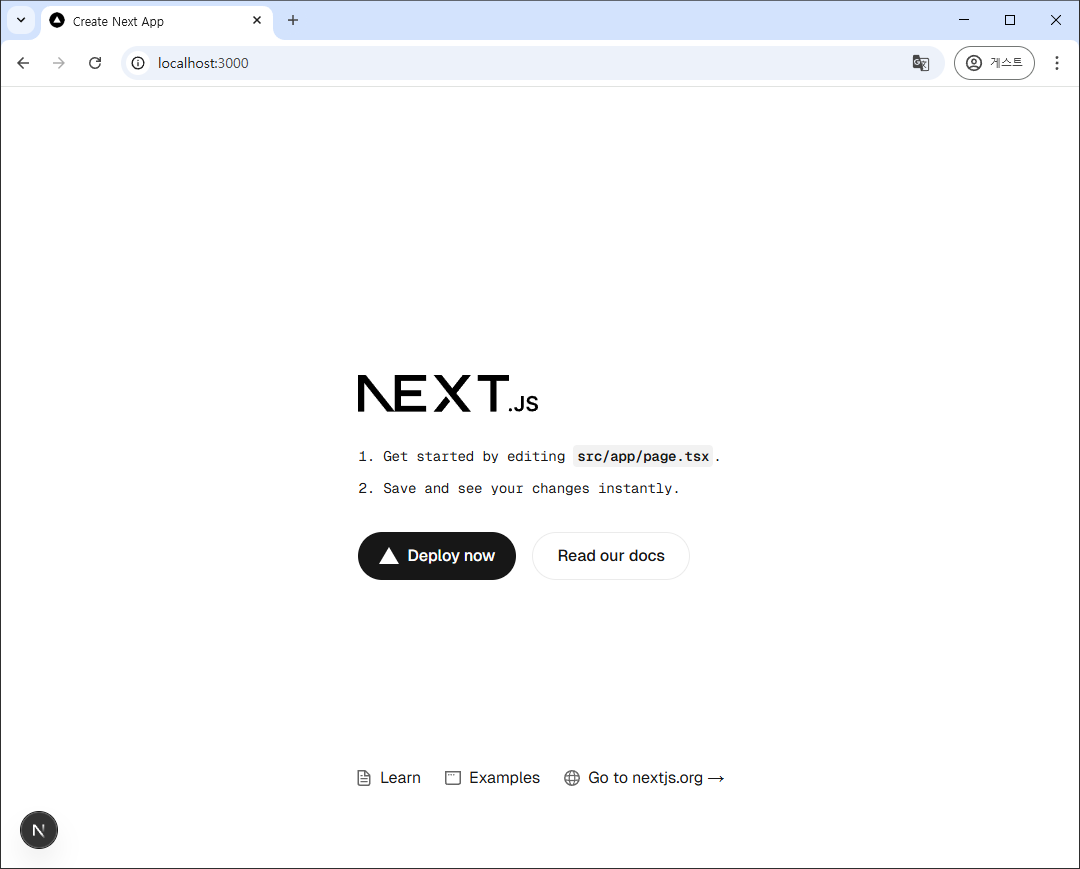 Create Next App
localhost:3000
게스트
NEXT.JS
1. Get started by editing src/app/page.tsx.
2. Save and see your changes instantly.
Deploy now
Read our docs
Learn
Examples
Go to nextjs.org →
N